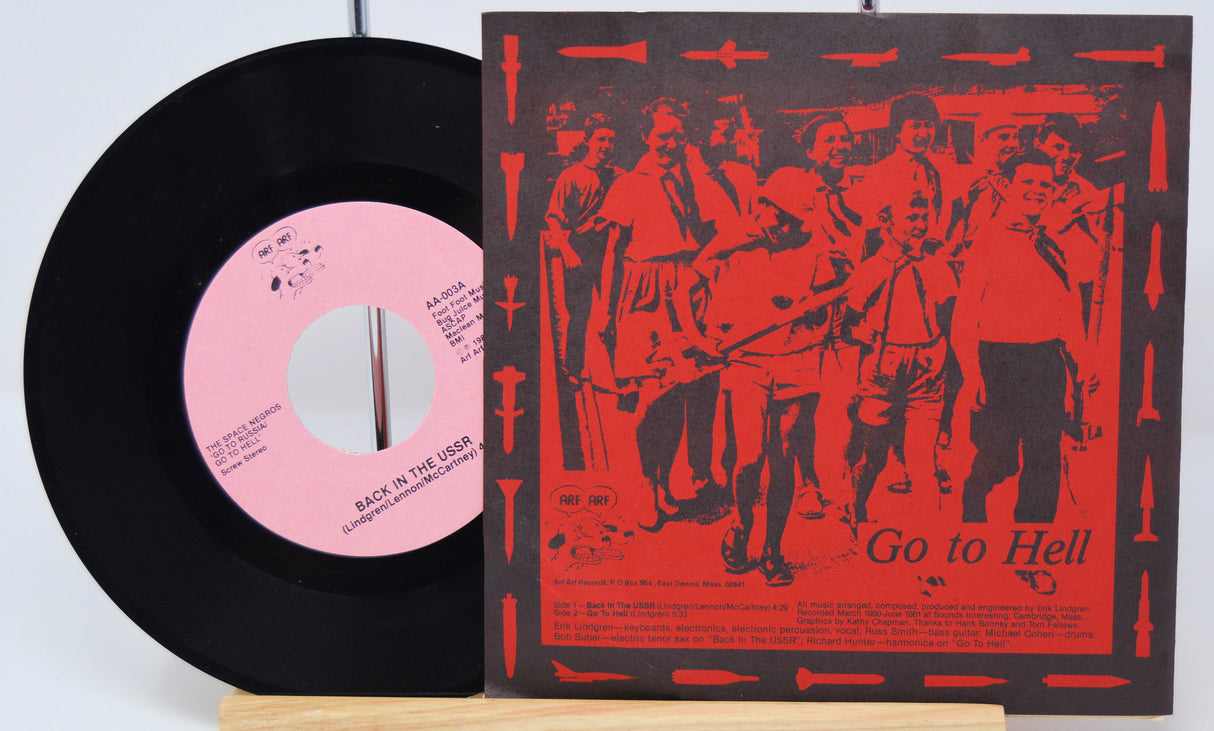 ARF ARF
AA-003A
Foot Foot
Bug Juice
ASCAP
Maclean
BMI
Arf
THE SPACE NEGROS
'GO TO RUSSIA/
GO TO HELL'
Screw Stereo
BACK IN THE USSR
(Lindgren/Lennon/McCartney)
ARF ARF
Go to Hell
Arf Arf Records, P.O Box 954, East Dennis, Mass 02641
Side 1—Back In The USSR (Lindgren/Lennon/McCartney) 4:29
Side 2—Go To Hell (Lindgren) 5:33
All music arranged, composed, produced and engineered by Erik Lindgren.
Recorded March 1980-June 1981 at Sounds Interesting, Cambridge, Mass
Graphics by Kathy Chapman. Thanks to Hank Bonney and Tom Fallows.
Erik Lindgren—keyboards, electronics, electronic percussion, vocal; Russ Smith—bass guitar; Michael Cohen—drums;
Bob Suber—electric tenor sax on "Back In The USSR"; Richard Hunter—harmonica on "Go To Hell".